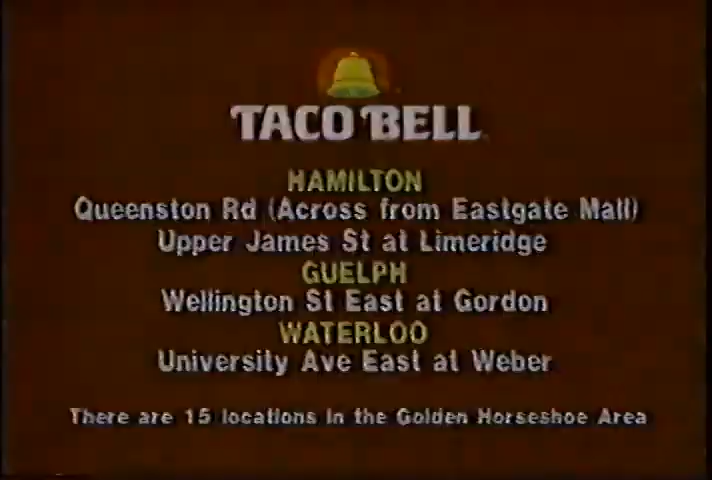 TACO BELL
HAMILTON
Queenston Rd (Across from Eastgate Mall)
Upper James St at Limeridge
GUELPH
Wellington St East at Gordon
WATERLOO
University Ave East at Weber
There are 15 locations in the Golden Horseshoe Area